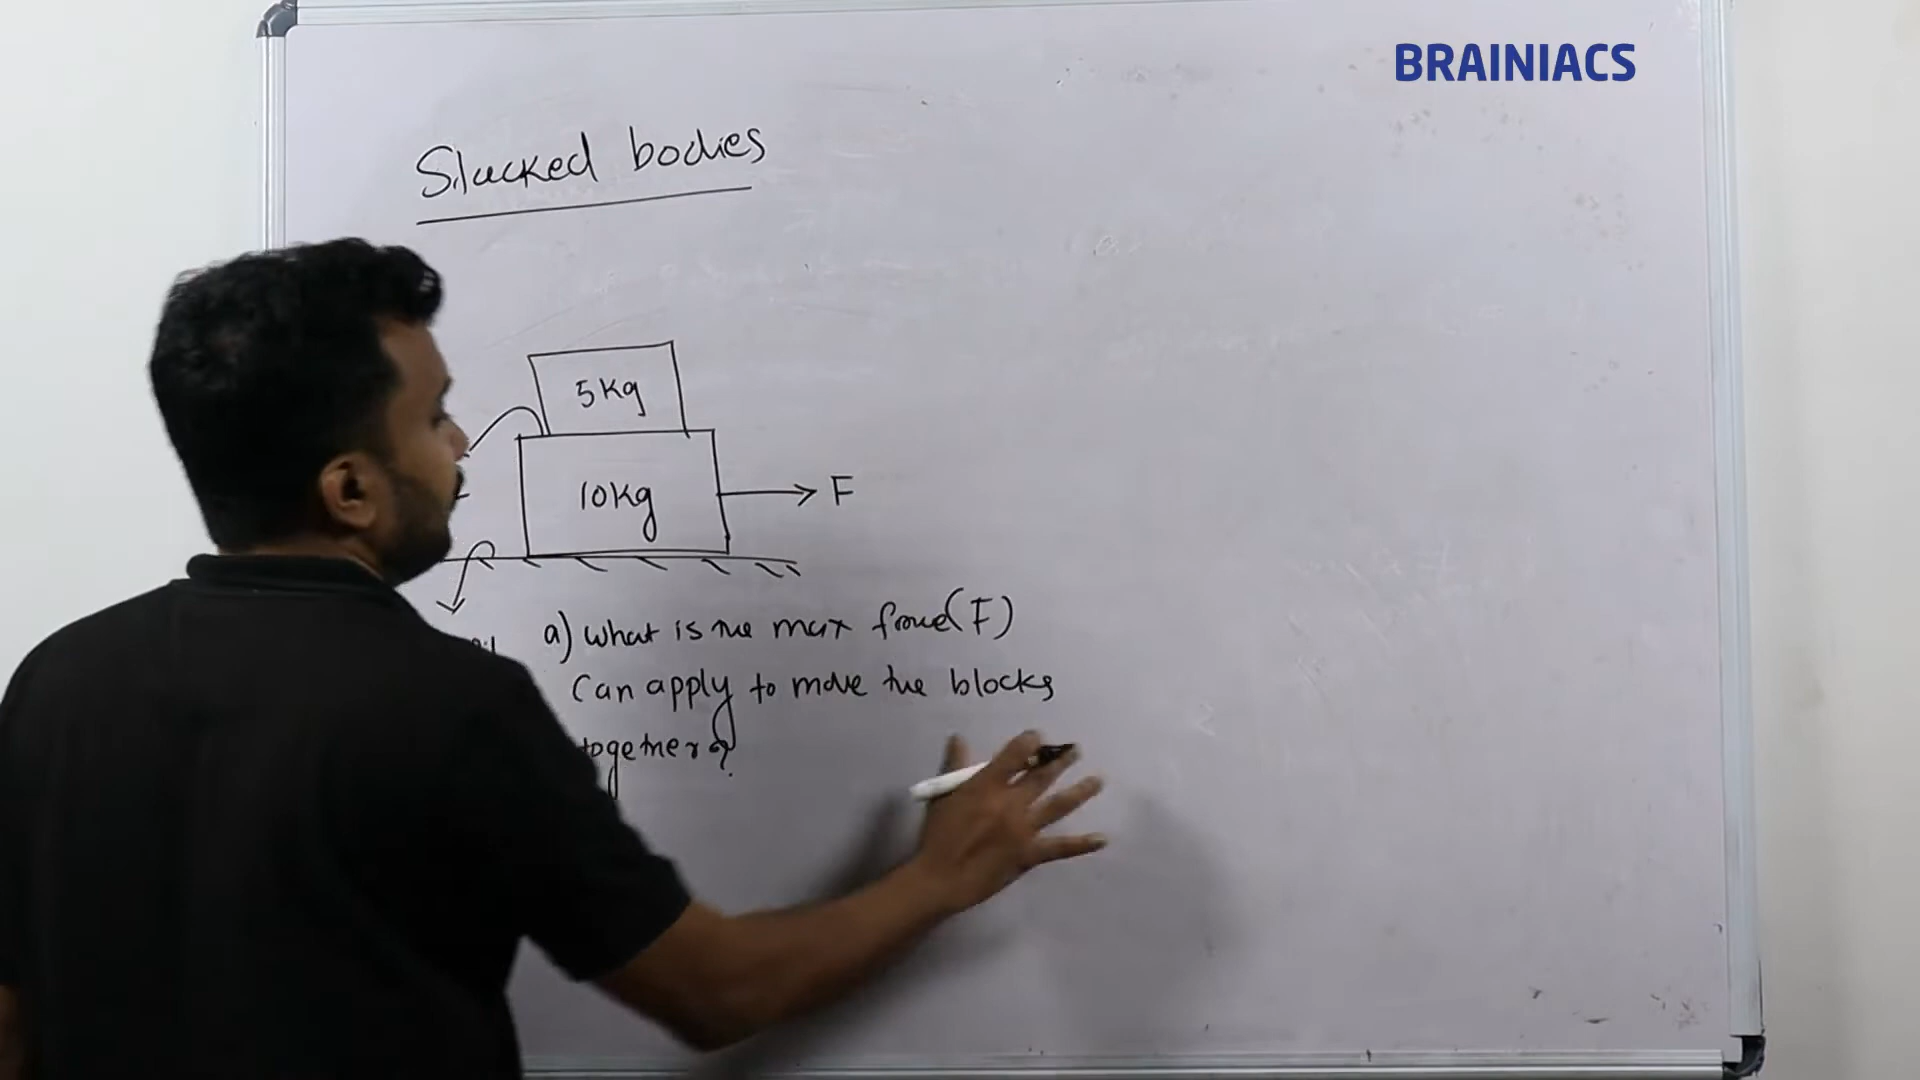 BRAINIACS
Stacked bodies
5kg
10kg
F
a) What is the max force (F)
Can apply to move the blocks
together?